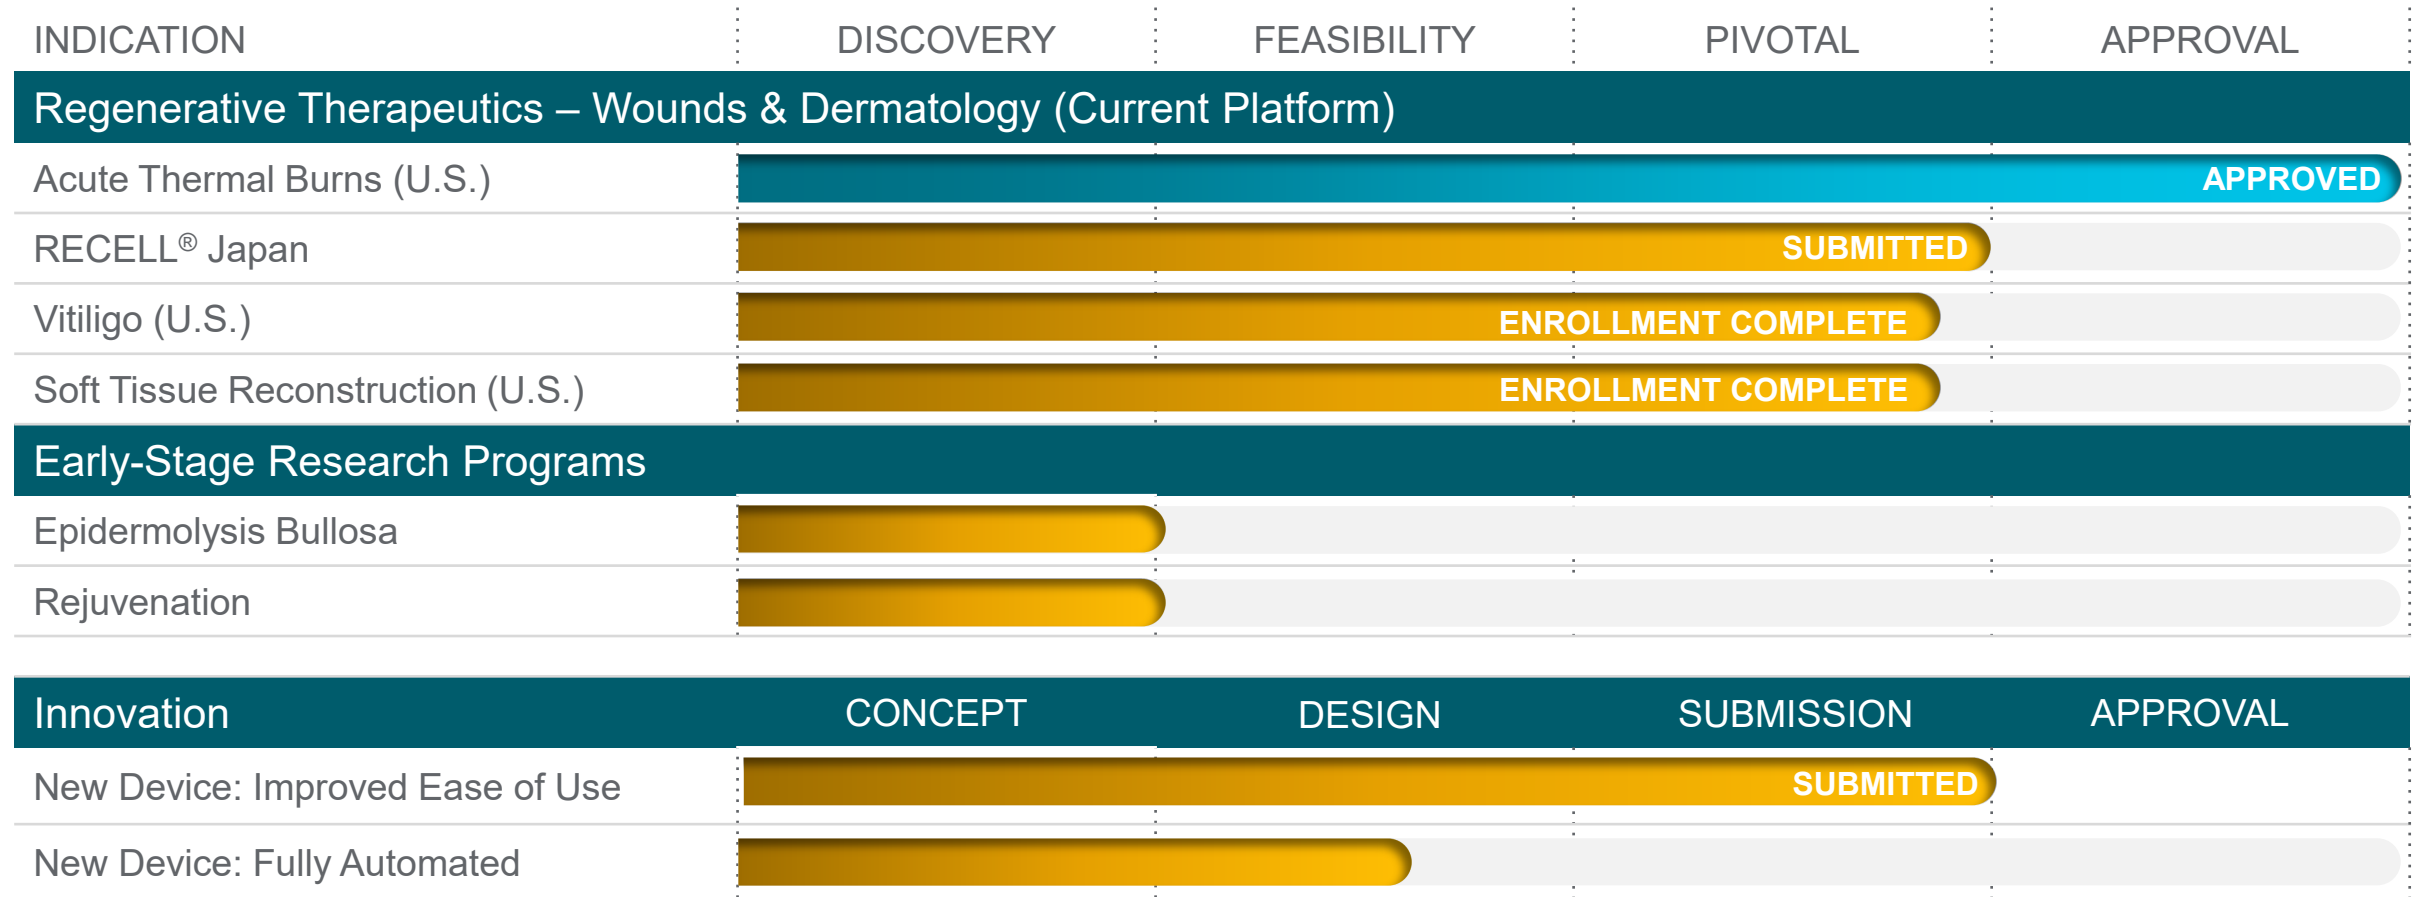 INDICATION DISCOVERY FEASIBILITY PIVOTAL APPROVAL
Regenerative Therapeutics – Wounds & Dermatology (Current Platform)
Acute Thermal Burns (U.S.) APPROVED
RECELL® Japan SUBMITTED
Vitiligo (U.S.) ENROLLMENT COMPLETE
Soft Tissue Reconstruction (U.S.) ENROLLMENT COMPLETE
Early-Stage Research Programs
Epidermolysis Bullosa
Rejuvenation
Innovation CONCEPT DESIGN SUBMISSION APPROVAL
New Device: Improved Ease of Use SUBMITTED
New Device: Fully Automated